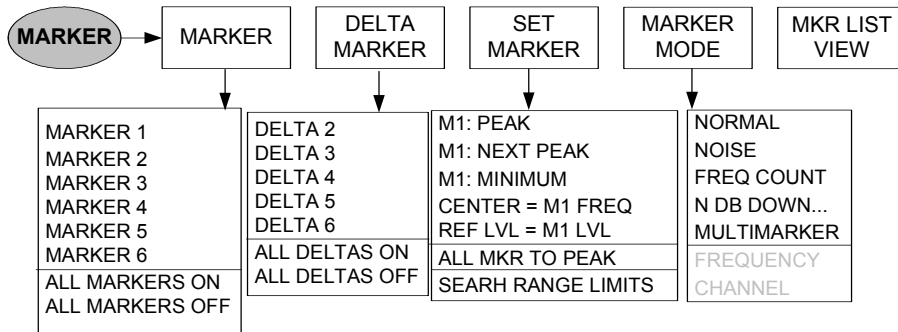 MARKER
MARKER
DELTA
MARKER
SET
MARKER
MARKER
MODE
MKR LIST
VIEW
MARKER 1
MARKER 2
MARKER 3
MARKER 4
MARKER 5
MARKER 6
ALL MARKERS ON
ALL MARKERS OFF
DELTA 2
DELTA 3
DELTA 4
DELTA 5
DELTA 6
ALL DELTAS ON
ALL DELTAS OFF
M1: PEAK
M1: NEXT PEAK
M1: MINIMUM
CENTER = M1 FREQ
REF LVL = M1 LVL
ALL MKR TO PEAK
SEARH RANGE LIMITS
NORMAL
NOISE
FREQ COUNT
N DB DOWN...
MULTIMARKER
FREQUENCY
CHANNEL